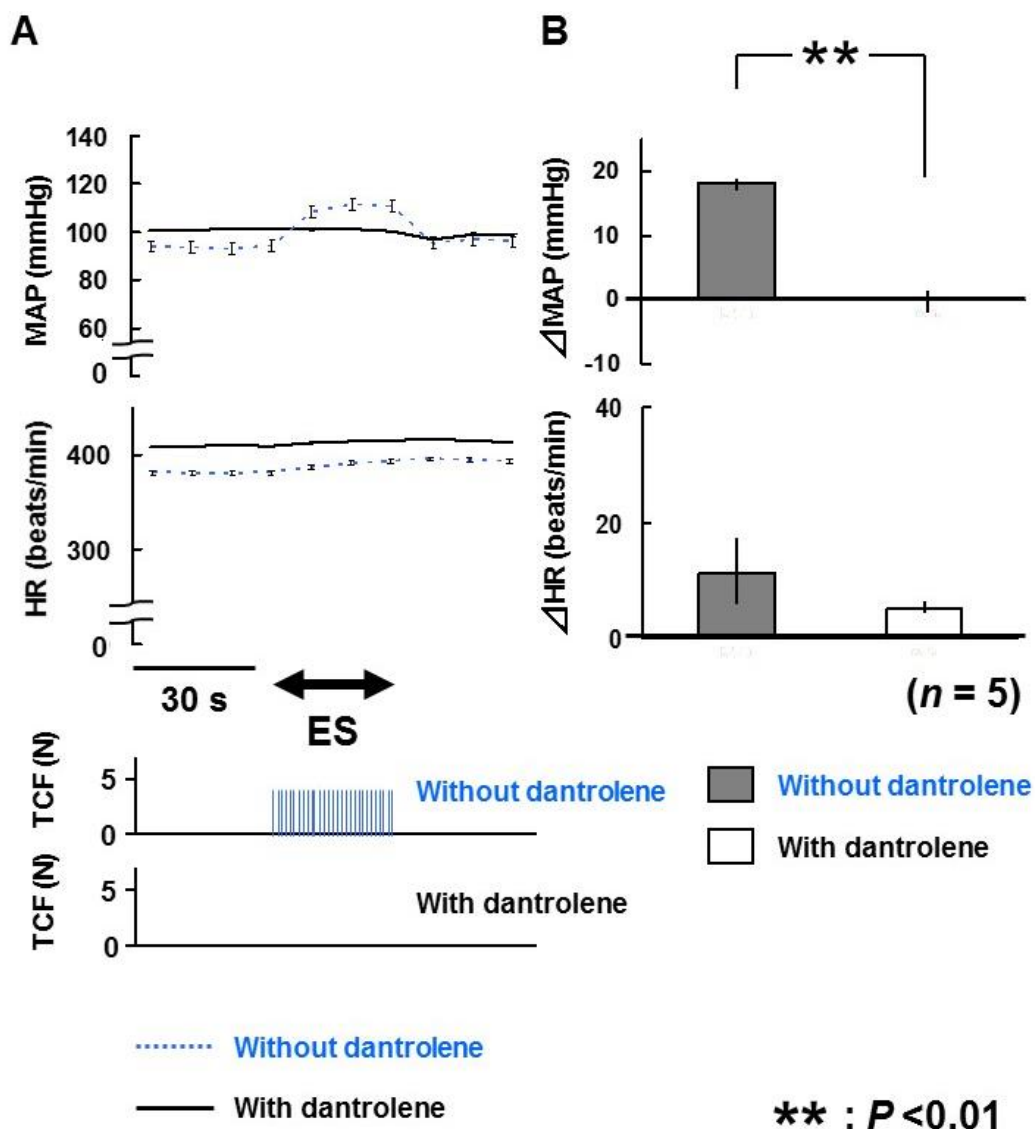 A
B
**
140
120
100
80
60
0
MAP (mmHg)
20
10
0
-10
⊿MAP (mmHg)
400
300
0
HR (beats/min)
40
20
0
⊿HR (beats/min)
30 s
ES
(n = 5)
5
0
TCF (N)
Without dantrolene
5
0
TCF (N)
With dantrolene
Without dantrolene
With dantrolene
Without dantrolene
With dantrolene
** : P <0.01